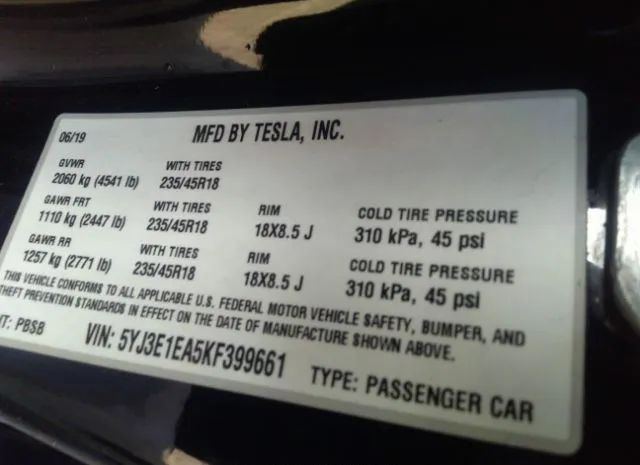 06/19 MFD BY TESLA, INC.
GVWR WITH TIRES
2060 kg (4541 lb) 235/45R18
GAWR FRT WITH TIRES RIM COLD TIRE PRESSURE
1110 kg (2447 lb) 235/45R18 18X8.5 J 310 kPa, 45 psi
GAWR RR WITH TIRES RIM COLD TIRE PRESSURE
1257 kg (2771 lb) 235/45R18 18X8.5 J 310 kPa, 45 psi
THIS VEHICLE CONFORMS TO ALL APPLICABLE U.S. FEDERAL MOTOR VEHICLE SAFETY, BUMPER, AND
THEFT PREVENTION STANDARDS IN EFFECT ON THE DATE OF MANUFACTURE SHOWN ABOVE.
PBSB VIN: 5YJ3E1EA5KF399661 TYPE: PASSENGER CAR